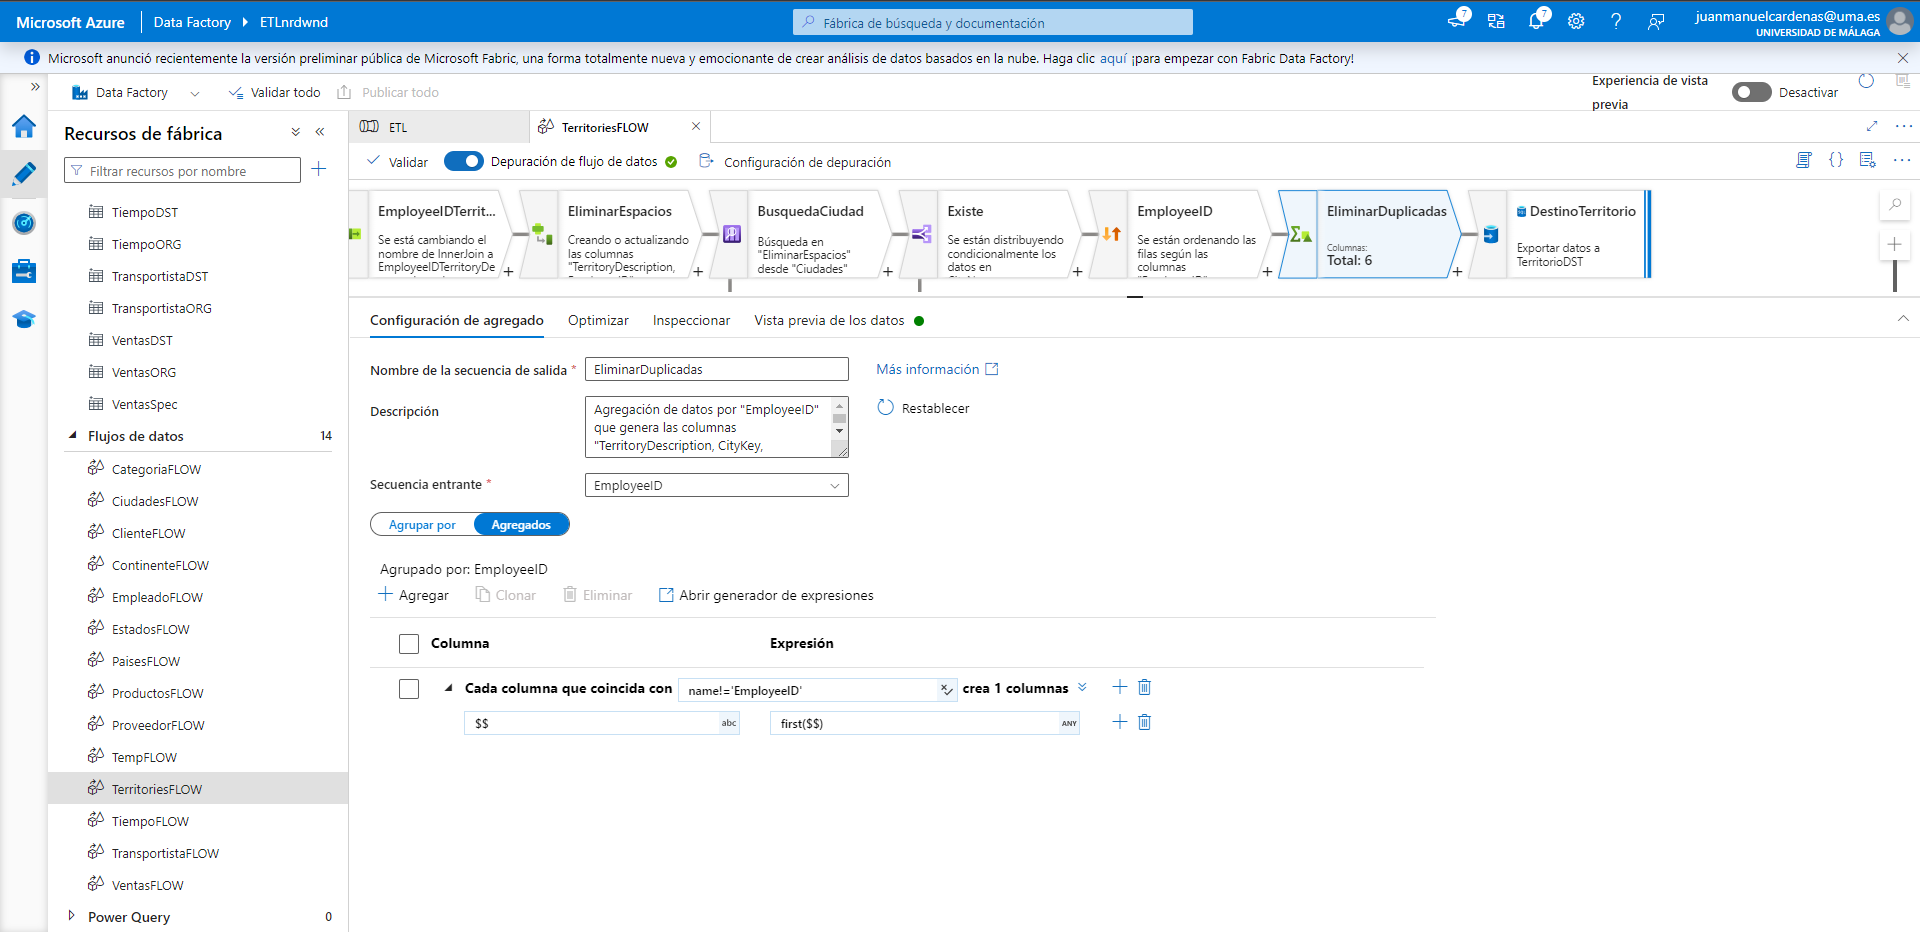 Microsoft Azure
Data Factory
ETLnrdwnd
Fábrica de búsqueda y documentación
7
7
juanmanuelcardenas@uma.es
UNIVERSIDAD DE MÁLAGA
Microsoft anunció recientemente la versión preliminar pública de Microsoft Fabric, una forma totalmente nueva y emocionante de crear análisis de datos basados en la nube. Haga clic aquí ¡para empezar con Fabric Data Factory!
Data Factory
Validar todo
Publicar todo
Experiencia de vista
previa
Desactivar
Recursos de fábrica
Filtrar recursos por nombre
TiempoDST
TiempoORG
TransportistaDST
TransportistaORG
VentasDST
VentasORG
VentasSpec
Flujos de datos
14
CategoriaFLOW
CiudadesFLOW
ClienteFLOW
ContinenteFLOW
EmpleadoFLOW
EstadosFLOW
PaisesFLOW
ProductosFLOW
ProveedorFLOW
TempFLOW
TerritoriesFLOW
TiempoFLOW
TransportistaFLOW
VentasFLOW
Power Query
0
ETL
TerritoriesFLOW
Validar
Depuración de flujo de datos
Configuración de depuración
EmployeeIDTerrit...
Se está cambiando el
nombre de InnerJoin a
EmployeeIDTerritoryDe
EliminarEspacios
Creando o actualizando
las columnas
"TerritoryDescription,
BusquedaCiudad
Búsqueda en
"EliminarEspacios"
desde "Ciudades"
Existe
Se están distribuyendo
condicionalmente los
datos en
EmployeeID
Se están ordenando las
filas según las
columnas
EliminarDuplicadas
Columnas:
Total: 6
DestinoTerritorio
Exportar datos a
TerritorioDST
Configuración de agregado
Optimizar
Inspeccionar
Vista previa de los datos
Nombre de la secuencia de salida *
EliminarDuplicadas
Más información
Descripción
Agregación de datos por "EmployeeID"
que genera las columnas
"TerritoryDescription, CityKey,
Restablecer
Secuencia entrante *
EmployeeID
Agrupar por
Agregados
Agrupado por: EmployeeID
Agregar
Clonar
Eliminar
Abrir generador de expresiones
Columna
Expresión
Cada columna que coincida con
name!='EmployeeID'
crea 1 columnas
$$
abc
first($$)
ANY